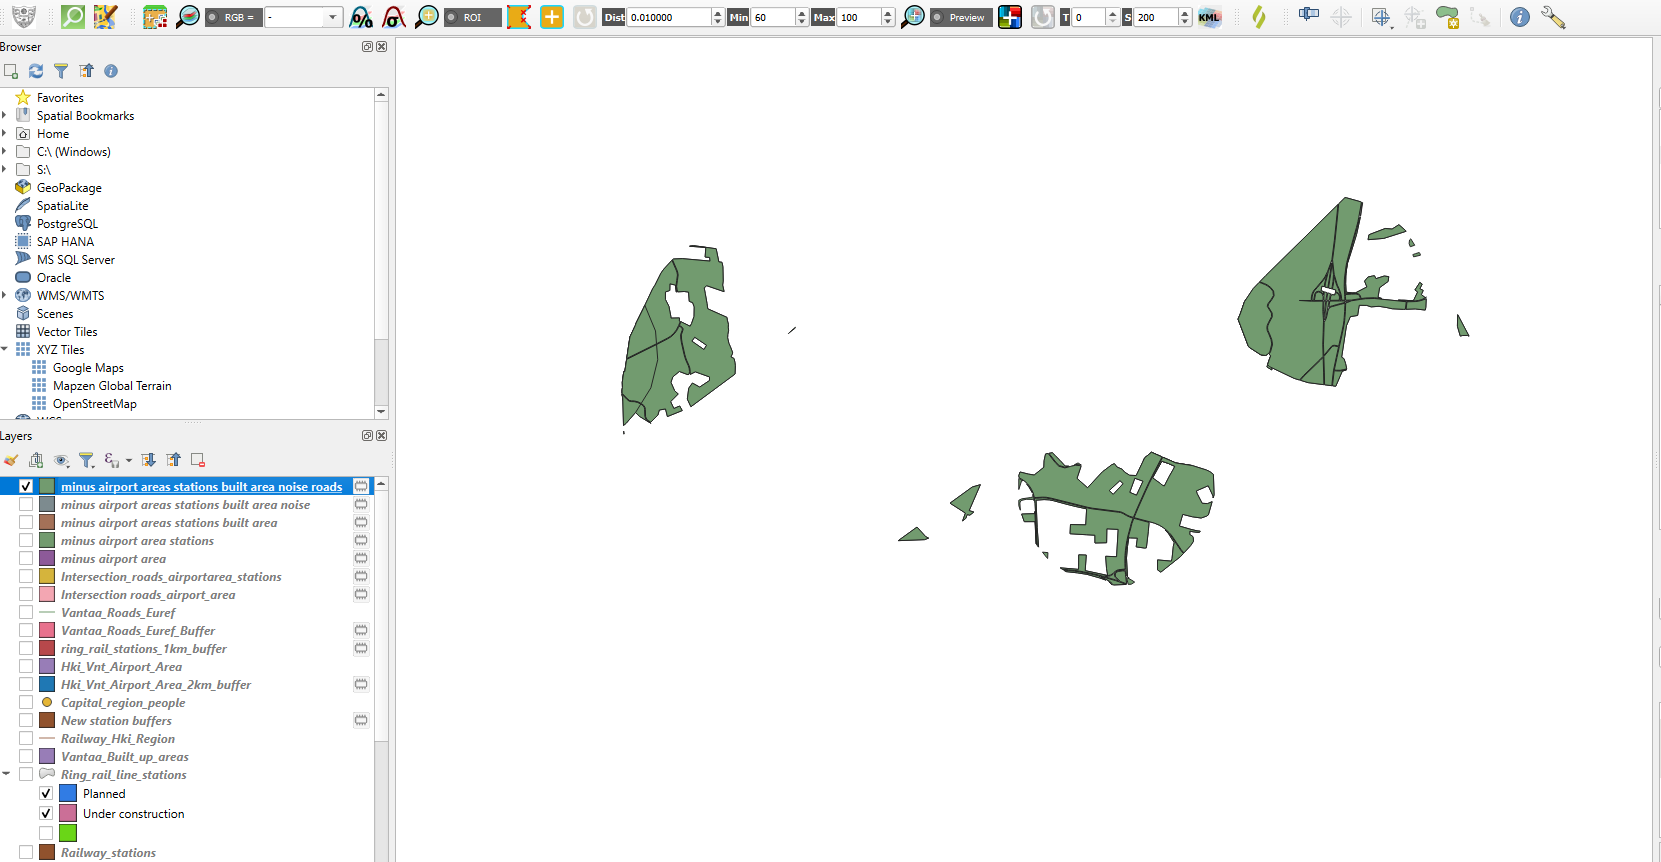 RGB = -
ROI
Dist 0.010000 Min 60 Max 100
Preview
T 0 S 200
KML
Browser
Favorites
Spatial Bookmarks
Home
C:\ (Windows)
S:\
GeoPackage
SpatiaLite
PostgreSQL
SAP HANA
MS SQL Server
Oracle
WMS/WMTS
Scenes
Vector Tiles
XYZ Tiles
Google Maps
Mapzen Global Terrain
OpenStreetMap
Layers
minus airport areas stations built area noise roads
minus airport areas stations built area noise
minus airport areas stations built area
minus airport area stations
minus airport area
Intersection_roads_airportarea_stations
Intersection roads_airport_area
Vantaa_Roads_Euref
Vantaa_Roads_Euref_Buffer
ring_rail_stations_1km_buffer
Hki_Vnt_Airport_Area
Hki_Vnt_Airport_Area_2km_buffer
Capital_region_people
New station buffers
Railway_Hki_Region
Vantaa_Built_up_areas
Ring_rail_line_stations
Planned
Under construction
Railway_stations